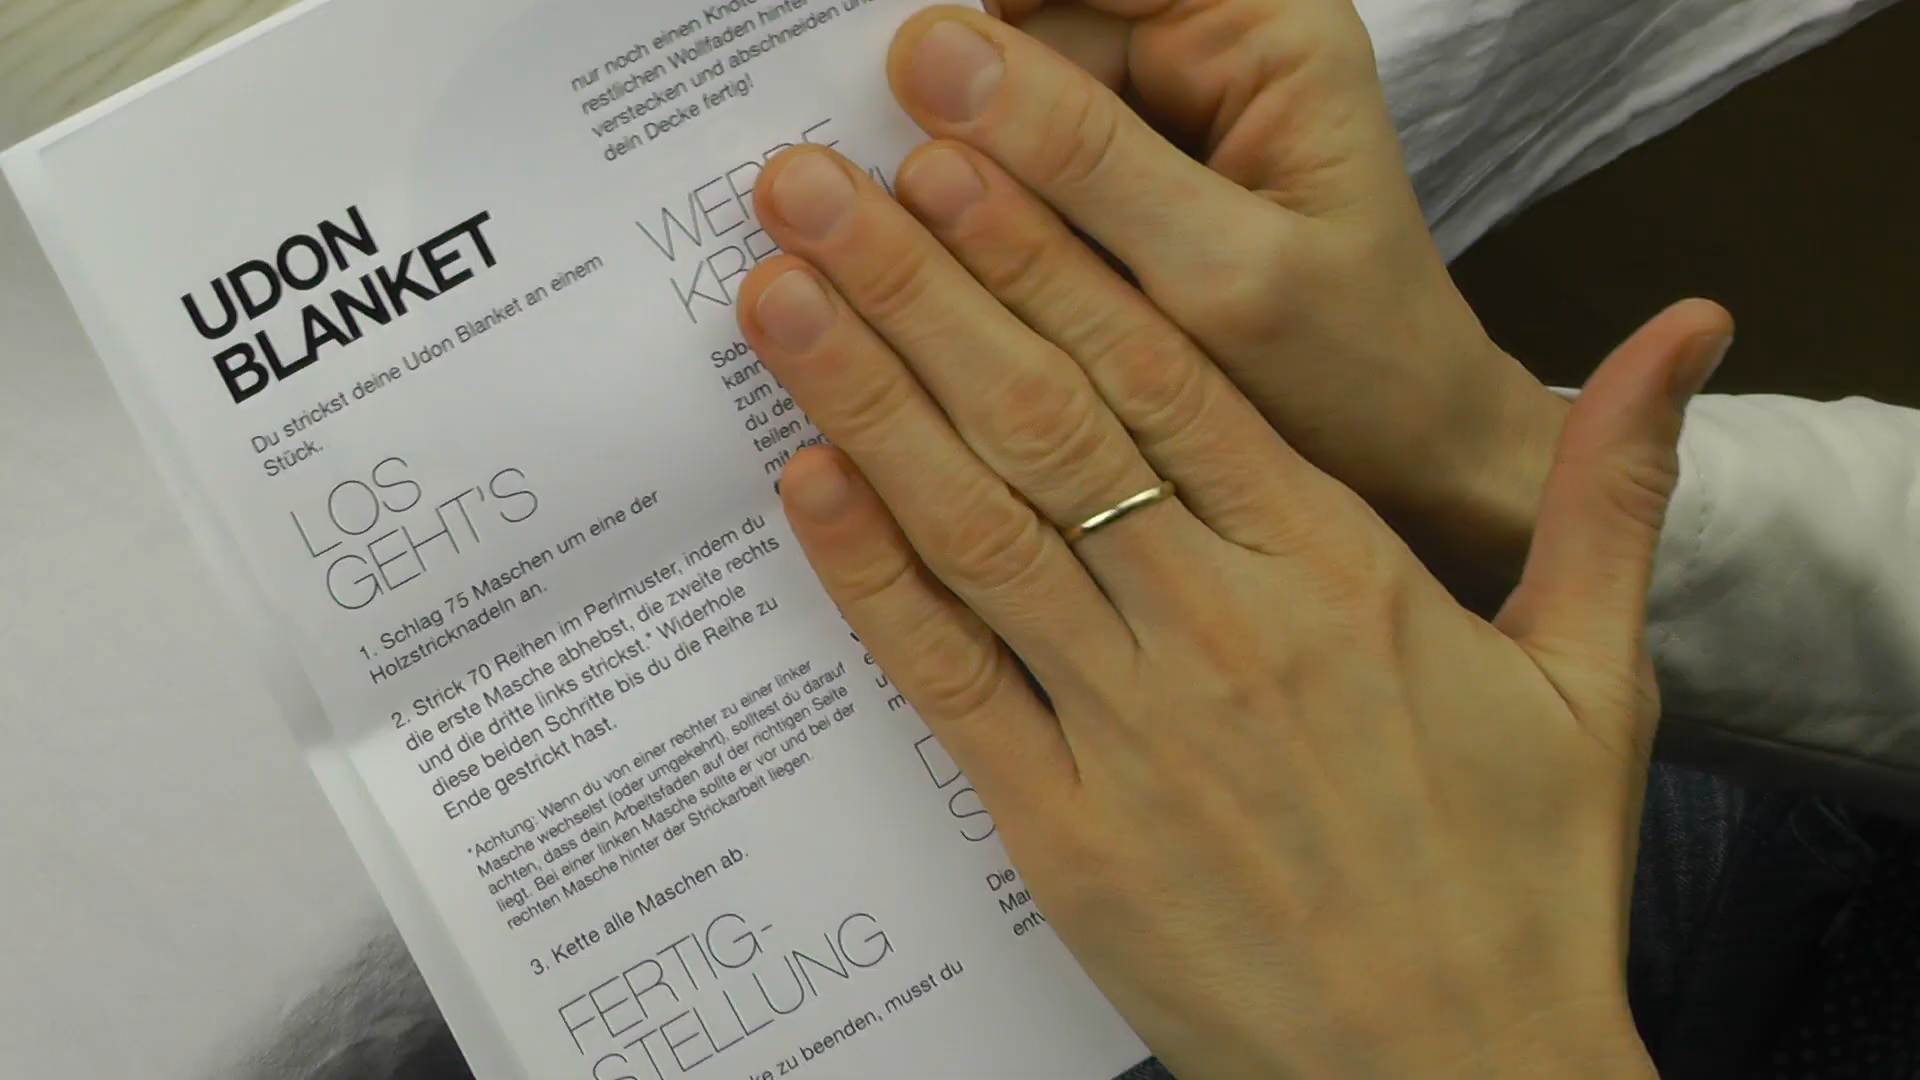 UDON
BLANKET
Du strickst deine Udon Blanket an einem
Stück.
LOS
GEHT'S
1. Schlag 75 Maschen um eine der
Holzstricknadeln an.
2. Strick 70 Reihen im Perlmuster, indem du
die erste Masche abhebst, die zweite rechts
und die dritte links strickst.* Widerhole
diese beiden Schritte bis du die Reihe zu
Ende gestrickt hast.
*Achtung: Wenn du von einer rechter zu einer linker
Masche wechselst (oder umgekehrt), solltest du darauf
achten, dass dein Arbeitsfaden auf der richtigen Seite
liegt. Bei einer linken Masche sollte er vor und bei der
rechten Masche hinter der Strickarbeit liegen.
3. Kette alle Maschen ab.
FERTIG-
STELLUNG
zu beenden, musst du
nur noch einen
restlichen Wollfaden
verstecken und abschneiden
dein Decke fertig!
zum
du
teilen
mit
Die